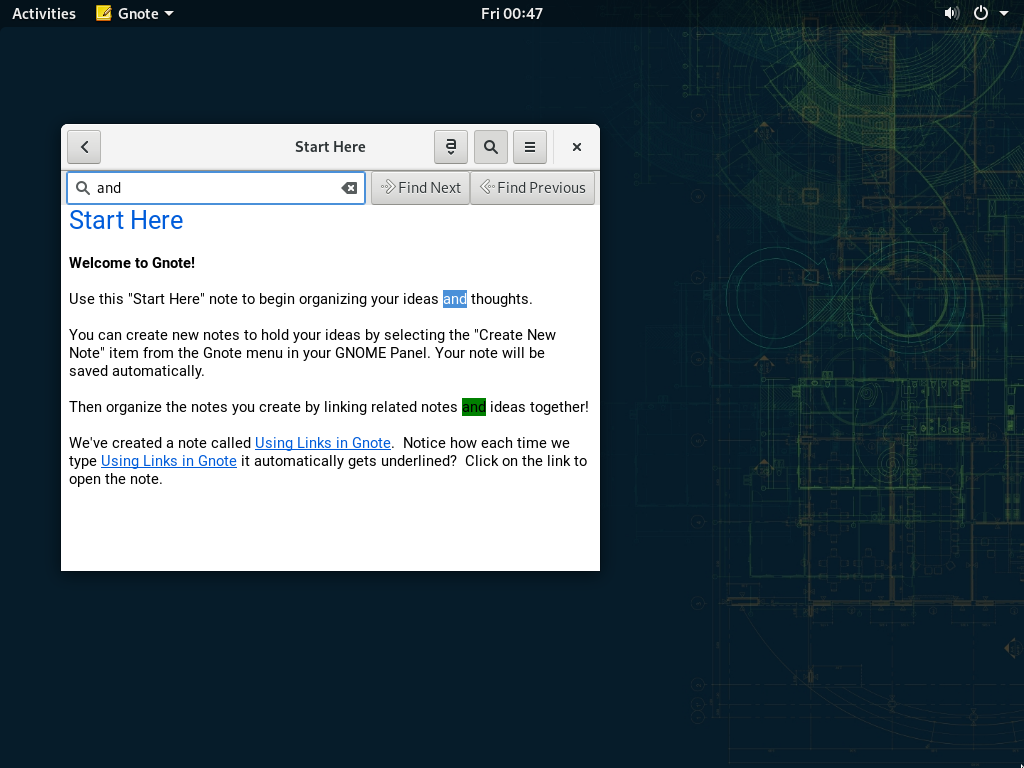 Activities Gnote Fri 00:47
Start Here
and Find Next Find Previous
Start Here
Welcome to Gnote!
Use this "Start Here" note to begin organizing your ideas and thoughts.
You can create new notes to hold your ideas by selecting the "Create New
Note" item from the Gnote menu in your GNOME Panel. Your note will be
saved automatically.
Then organize the notes you create by linking related notes and ideas together!
We've created a note called Using Links in Gnote.  Notice how each time we
type Using Links in Gnote it automatically gets underlined?  Click on the link to
open the note.